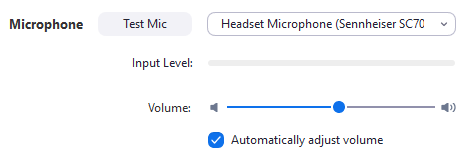 Microphone
Test Mic
Headset Microphone (Sennheiser SC70
Input Level:
Volume:
Automatically adjust volume